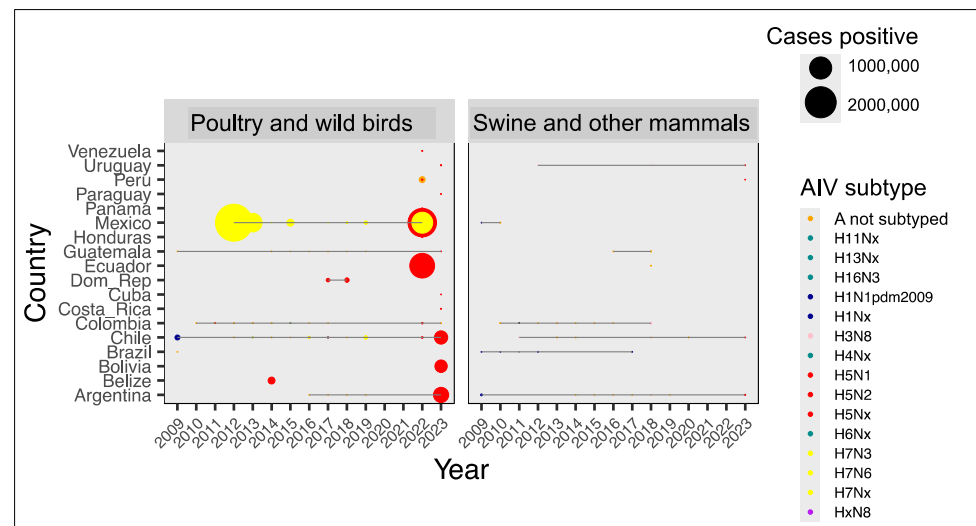 Cases positive
1000,000
2000,000
Poultry and wild birds
Swine and other mammals
Country
Venezuela
Uruguay
Perú
Paraguay
Panamá
Mexico
Honduras
Guatemala
Ecuador
Dom_Rep
Cuba
Costa_Rica
Colombia
Chile
Brazil
Bolivia
Belize
Argentina
2009
2010
2011
2012
2013
2014
2015
2016
2017
2018
2019
2020
2021
2022
2023
2009
2010
2011
2012
2013
2014
2015
2016
2017
2018
2019
2020
2021
2022
2023
Year
AIV subtype
A not subtyped
H11Nx
H13Nx
H16N3
H1N1pdm2009
H1Nx
H3N8
H4Nx
H5N1
H5N2
H5Nx
H6Nx
H7N3
H7N6
H7Nx
HxN8